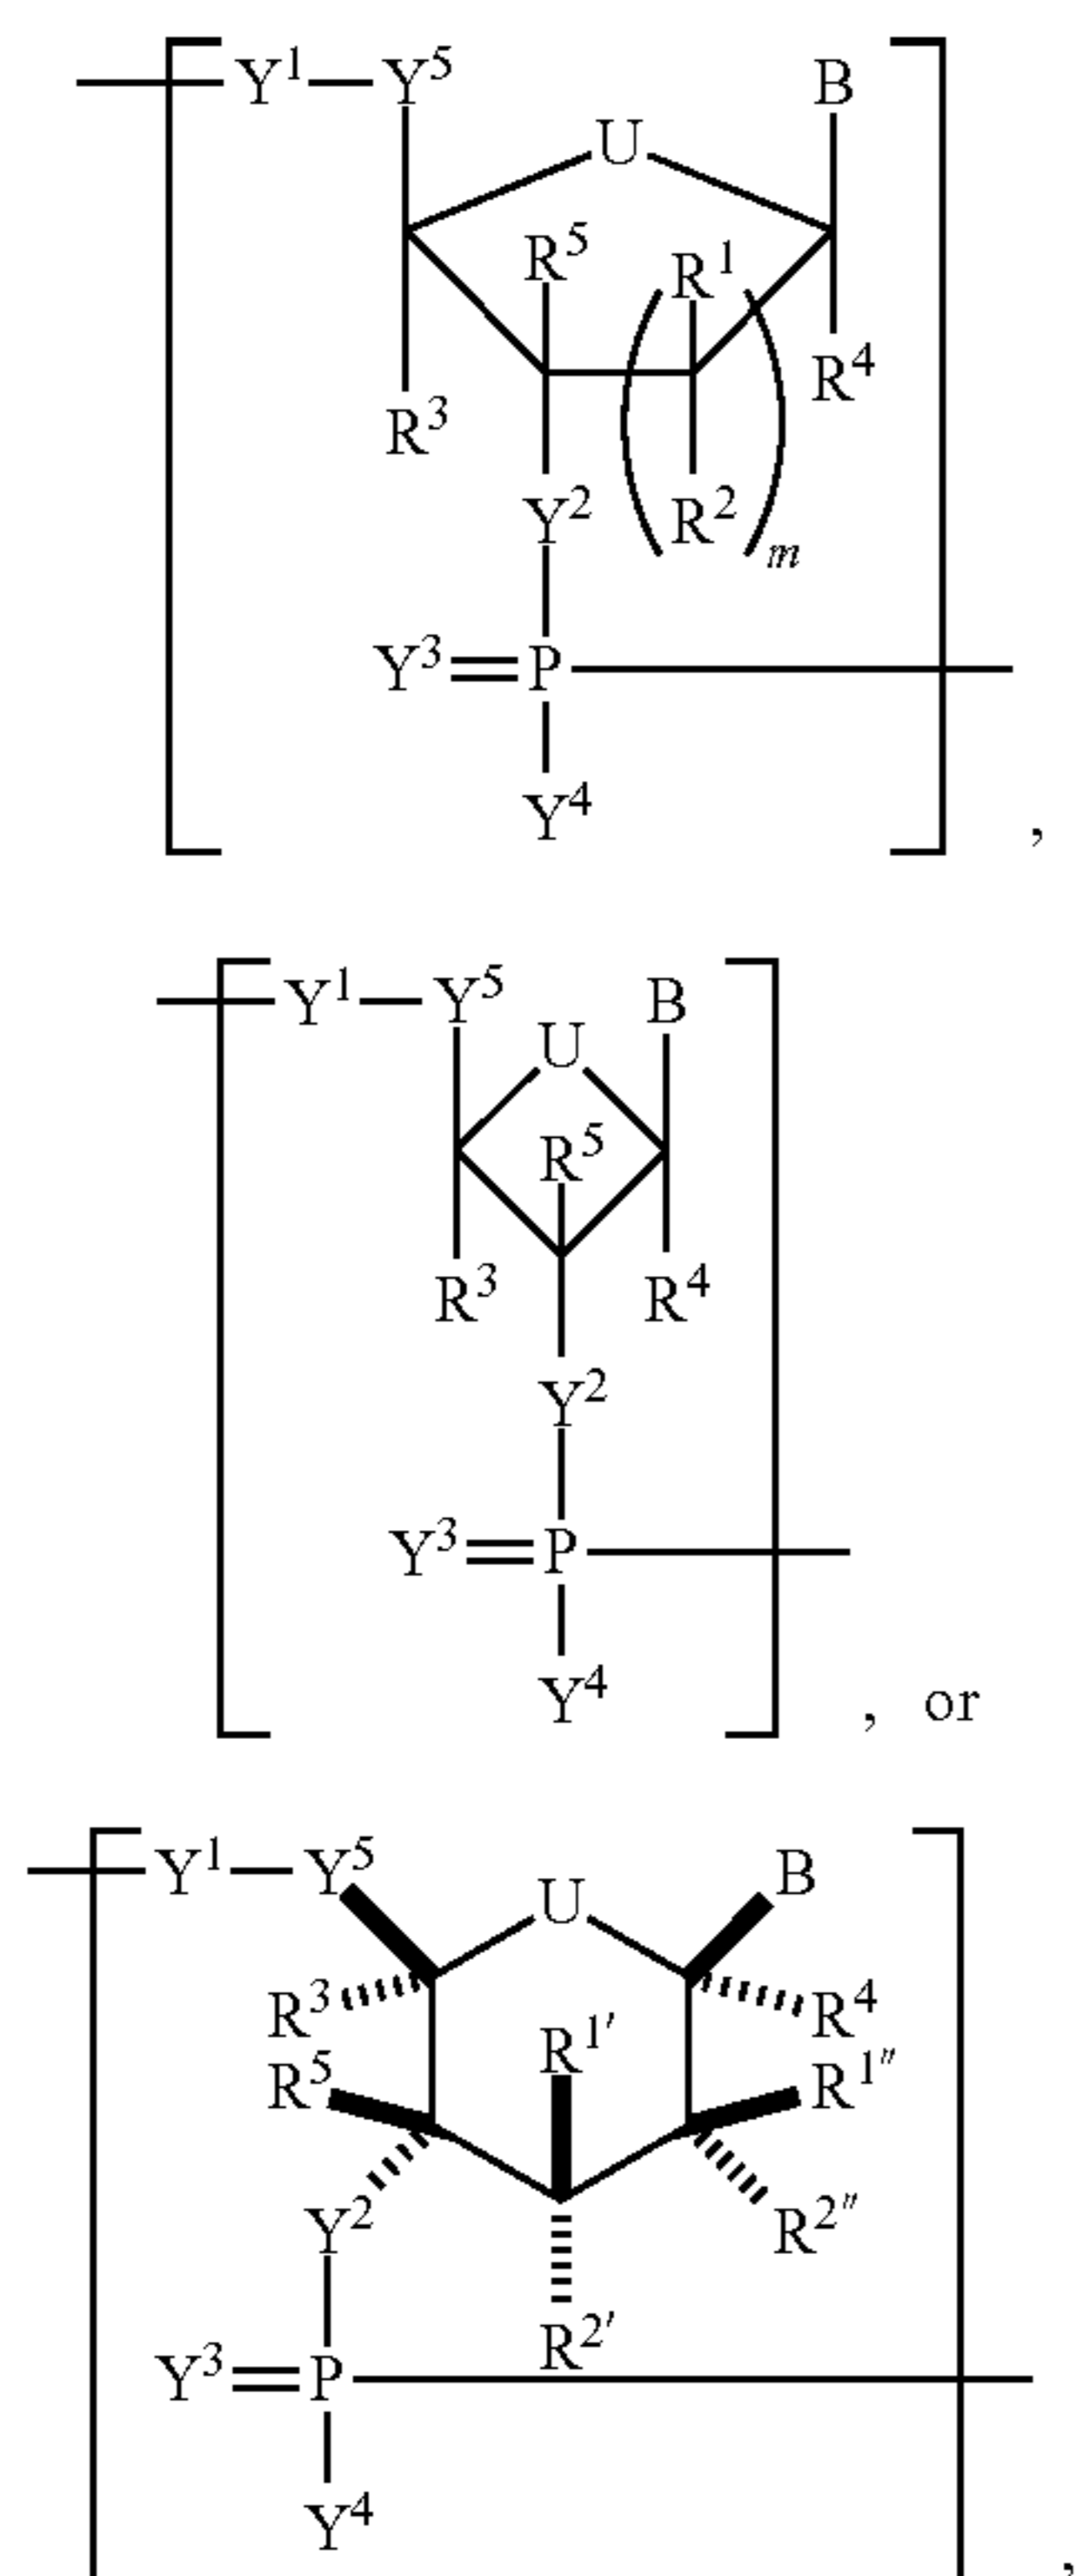 Y¹ Y⁵ B
U
R⁵ R¹
R³ R⁴
Y² R² m
Y³ P
Y⁴ ,
Y¹ Y⁵ B
U
R⁵
R³ R⁴
Y²
Y³ P
Y⁴ , or
Y¹ Y⁵ U B
R³ R⁴
R⁵ R¹′ R¹″
Y² R²″
R²′
Y³ P
Y⁴ ,